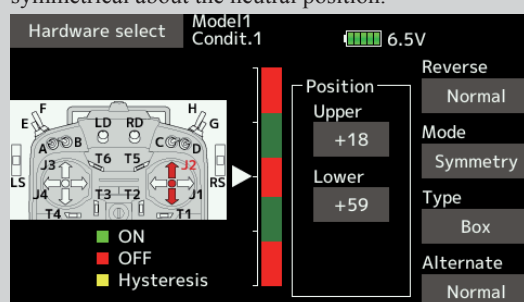 symmetrical about the neutral position.
Hardware select
Model1
Condit.1
6.5V
Position
Upper
+18
Lower
+59
Reverse
Normal
Mode
Symmetry
Type
Box
Alternate
Normal
F
H
E
LD
RD
G
A
B
C
D
J3
T6
T5
J2
LS
RS
J4
T3
T2
J1
T4
T1
ON
OFF
Hysteresis